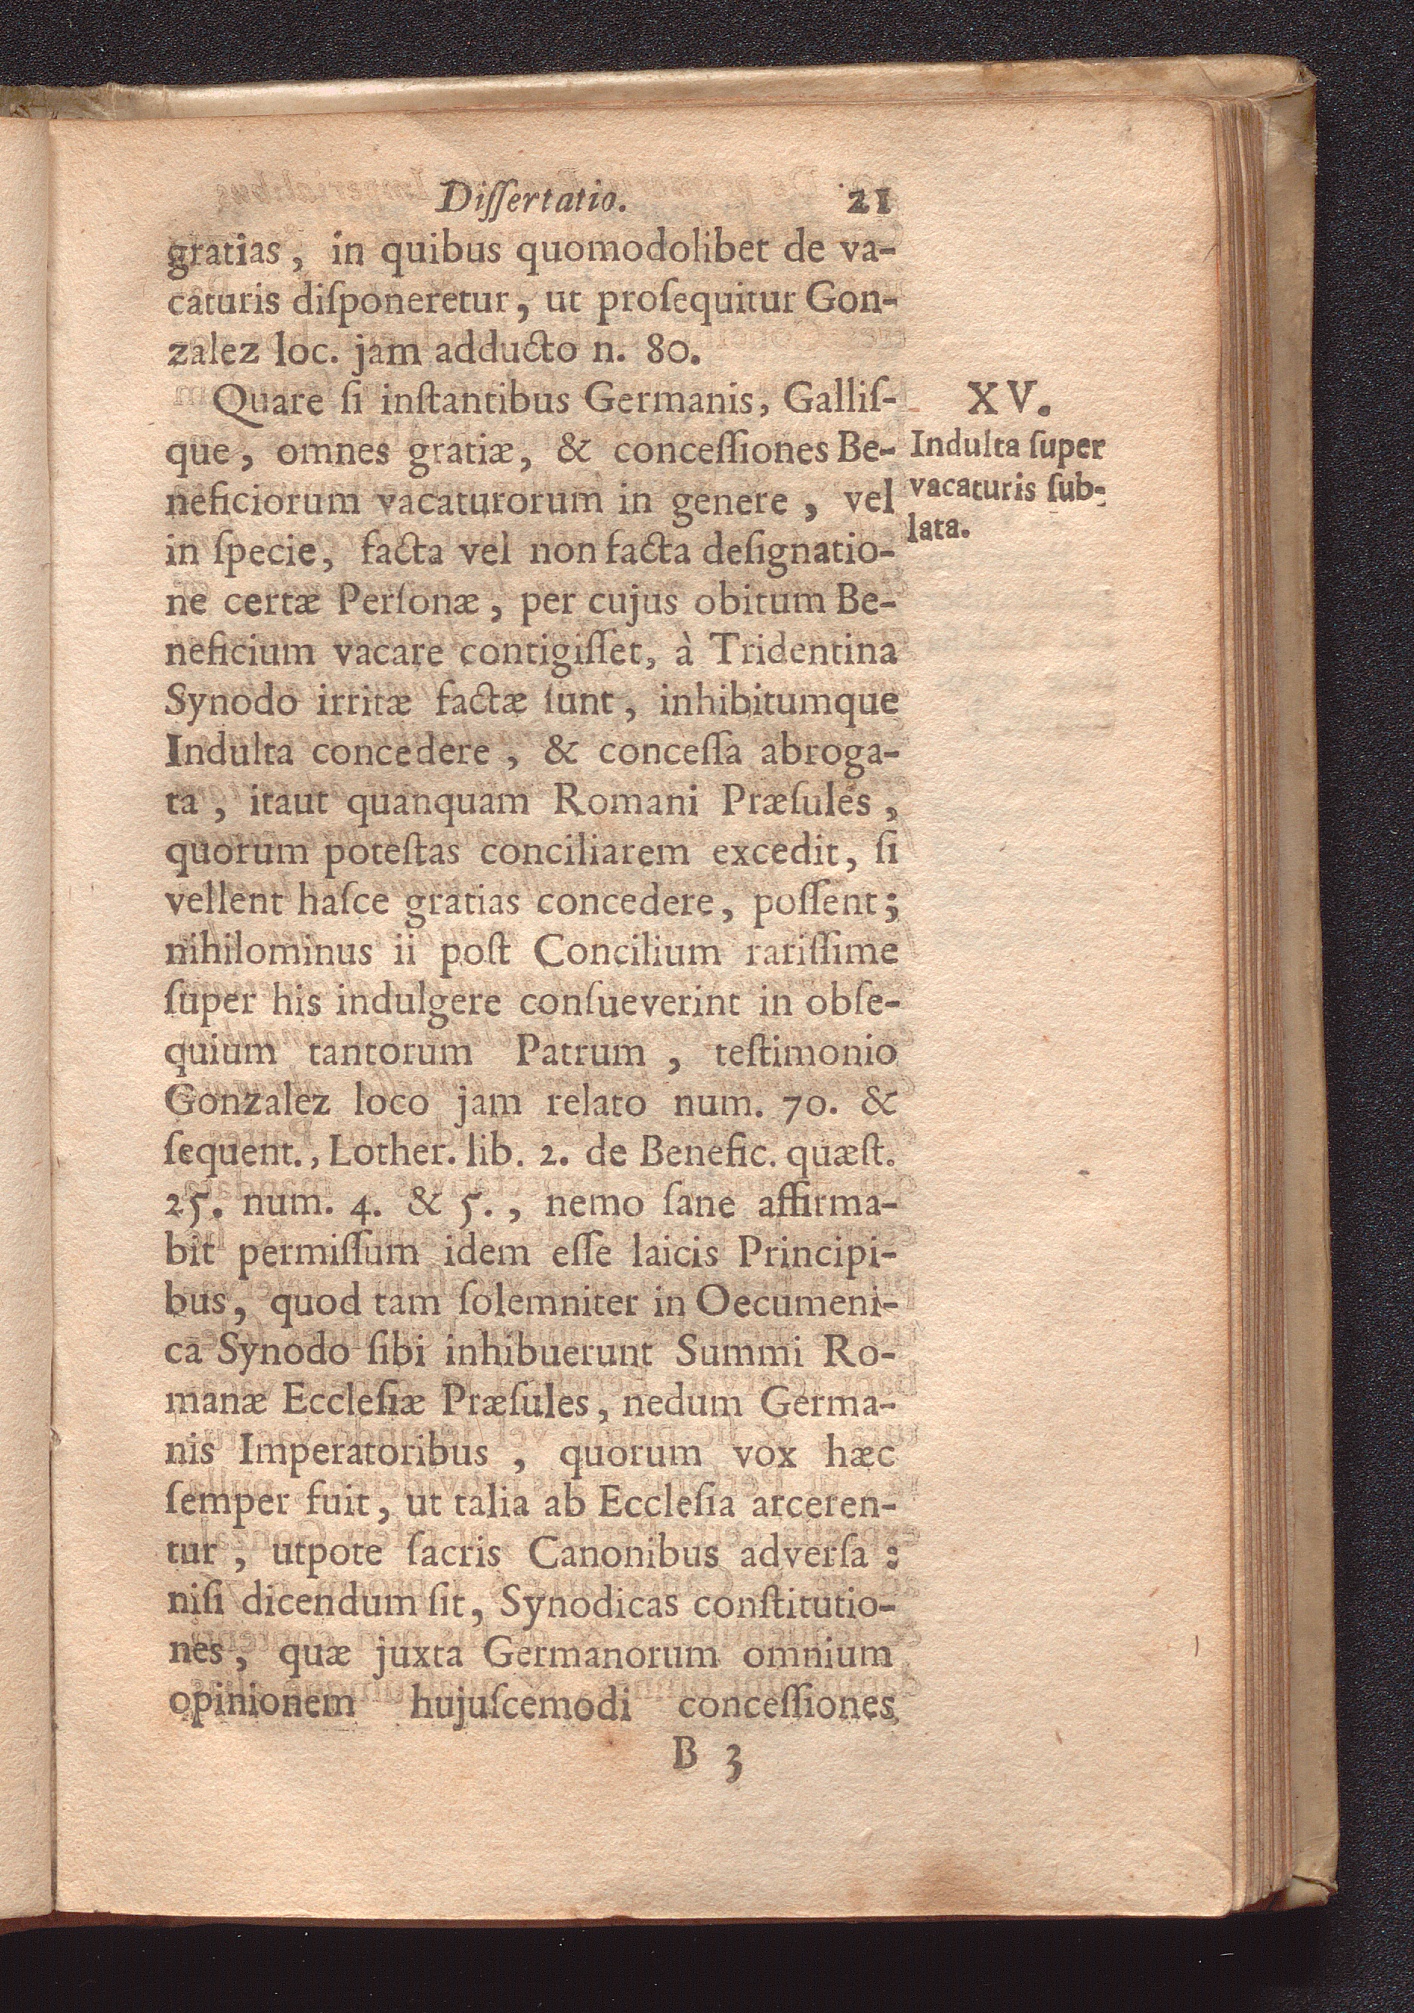 Dissertatio. 21
gratias, in quibus quomodolibet de va-
caturis diſponeretur, ut proſequitur Gon-
zalez loc. jam adducto n. 80.
Quare ſi inſtantibus Germanis, Galliſ-
que, omnes gratiæ, & conceſſiones Be-
neficiorum vacaturorum in genere, vel
in ſpecie, facta vel non facta deſignatio-
ne certæ Perſonæ, per cujus obitum Be-
neficium vacare contigiſſet, à Tridentina
Synodo irritæ factæ ſunt, inhibitumque
Indulta concedere, & conceſſa abroga-
ta, itaut quanquam Romani Præſules,
quorum poteſtas conciliarem excedit, ſi
vellent haſce gratias concedere, poſſent;
nihilominus ii poſt Concilium rariſſime
ſuper his indulgere conſueverint in obſe-
quium tantorum Patrum, teſtimonio
Gonzalez loco jam relato num. 70. &
ſequent., Lother. lib. 2. de Benefic. quæſt.
25. num. 4. & 5., nemo ſane affirma-
bit permiſſum idem eſſe laicis Principi-
bus, quod tam ſolemniter in Oecumeni-
ca Synodo ſibi inhibuerunt Summi Ro-
manæ Eccleſiæ Præſules, nedum Germa-
nis Imperatoribus, quorum vox hæc
ſemper fuit, ut talia ab Eccleſia arceren-
tur, utpote ſacris Canonibus adverſa:
niſi dicendum ſit, Synodicas conſtitutio-
nes, quæ juxta Germanorum omnium
opinionem hujuſcemodi conceſſiones
B 3
XV.
Indulta ſuper
vacaturis ſub-
lata.